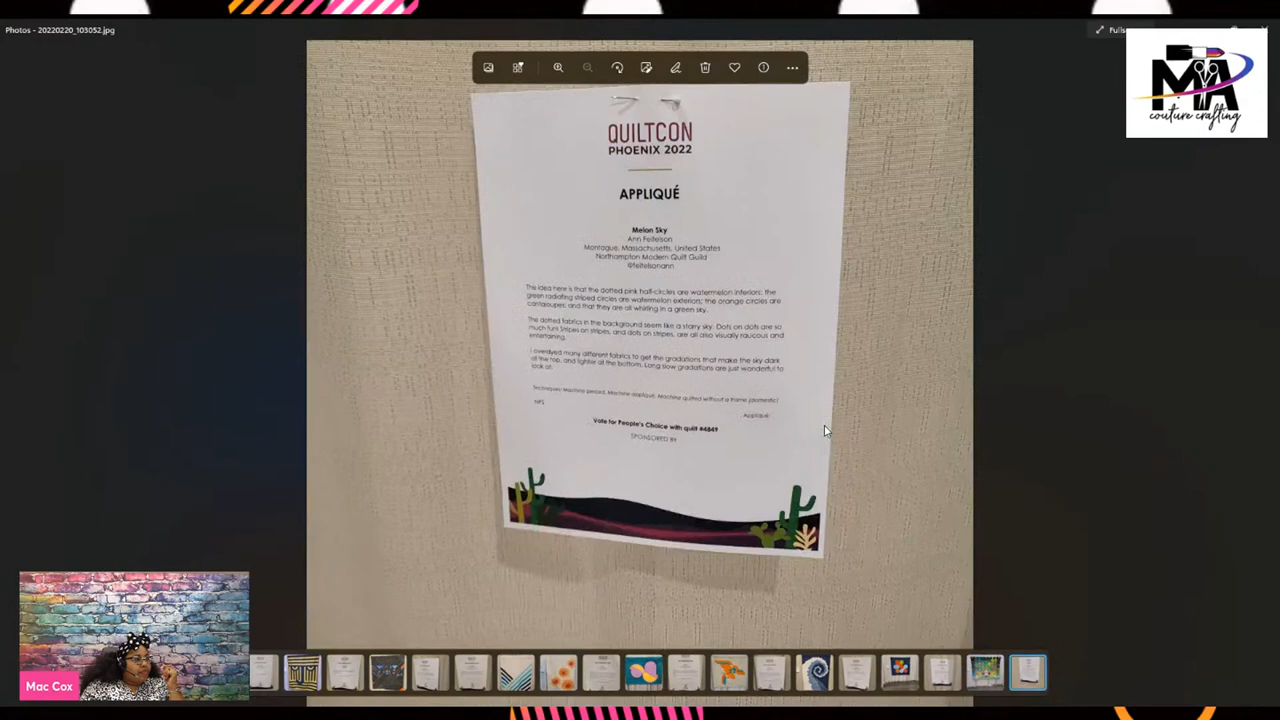 Photos - 20220220_103052.jpg
Fulls
MA
couture crafting
QUILTCON
PHOENIX 2022
APPLIQUÉ
Melon Sky
Ann Feitelson
Montague, Massachusetts, United States
Northampton Modern Quilt Guild
@feitelsonann
The idea here is that the dotted pink half-circles are watermelon interiors; the
green radiating striped circles are watermelon exteriors; the orange circles are
cantaloupes; and that they are all whirling in a green sky.
The dotted fabrics in the background seem like a starry sky. Dots on dots are so
much fun! Stripes on stripes, and dots on stripes, are all also visually raucous and
entertaining.
I overdyed many different fabrics to get the gradations that make the sky dark
at the top, and lighter at the bottom. Long slow gradations are just wonderful to
look at.
Techniques: Machine pieced, Machine appliqué, Machine quilted without a frame (domestic)
NFS
Appliqué
Vote for People's Choice with quilt #4849
SPONSORED BY
Mac Cox